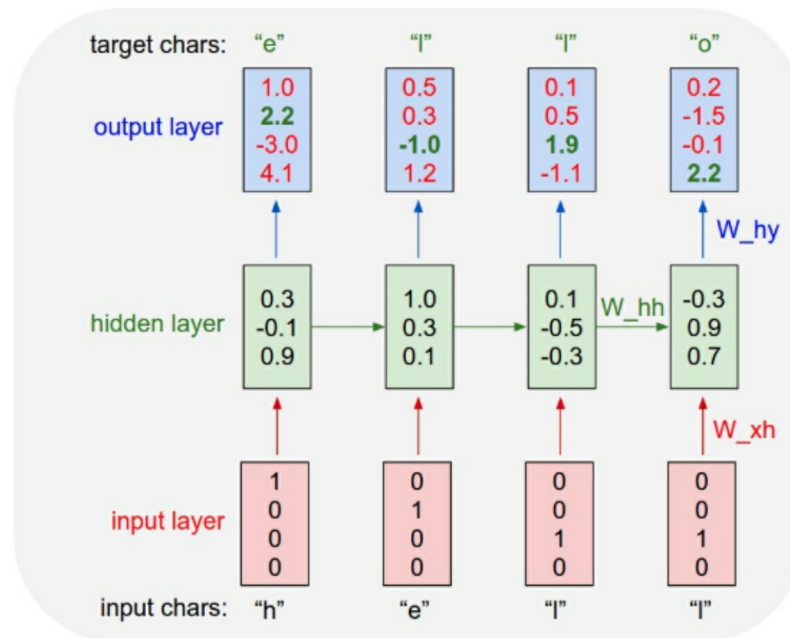 target chars: “e” “l” “l” “o”
1.0 0.5 0.1 0.2
2.2 0.3 0.5 -1.5
output layer
-3.0 -1.0 1.9 -0.1
4.1 1.2 -1.1 2.2
W_hy
0.3 1.0 0.1 -0.3
W_hh
hidden layer -0.1 0.3 -0.5 0.9
0.9 0.1 -0.3 0.7
W_xh
1 0 0 0
0 1 0 0
input layer
0 0 1 1
0 0 0 0
input chars: “h” “e” “l” “l”